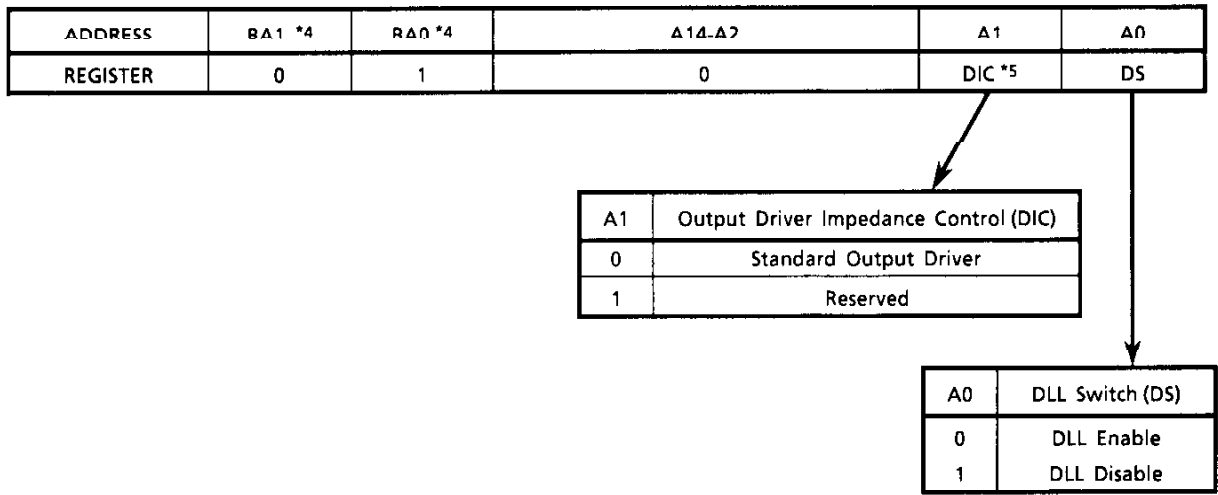 ADDRESS BA1 *4 BA0 *4 A14-A2 A1 A0
REGISTER 0 1 0 DIC *5 DS
A1 Output Driver Impedance Control (DIC)
0 Standard Output Driver
1 Reserved
A0 DLL Switch (DS)
0 DLL Enable
1 DLL Disable